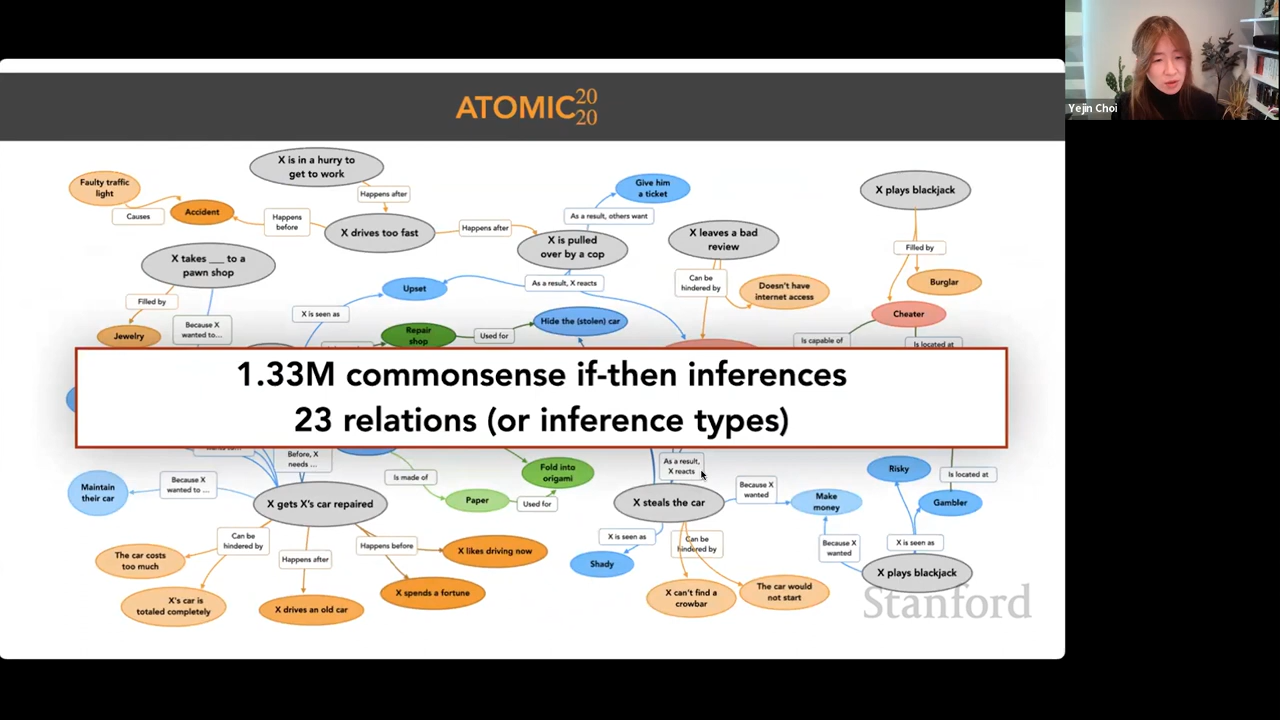 Yejin Choi
ATOMIC 20 20
X is in a hurry to
get to work
Faulty traffic
light
Causes
Accident
Happens
before
Happens after
X drives too fast
Happens after
X is pulled
over by a cop
As a result, others want
Give him
a ticket
X leaves a bad
review
X plays blackjack
Filled by
Burglar
Cheater
Can be
hindered by
Doesn't have
internet access
X takes ___ to a
pawn shop
Filled by
Jewelry
Because X
wanted to...
X is seen as
Upset
As a result, X reacts
Repair
shop
Used for
Hide the (stolen) car
Is capable of
Is located at
1.33M commonsense if-then inferences
23 relations (or inference types)
Before, X
needs ...
Is made of
Paper
Used for
Fold into
origami
As a result,
X reacts
Maintain
their car
Because X
wanted to ...
X gets X's car repaired
X steals the car
Because X
wanted
Make
money
Risky
Is located at
Gambler
X is seen as
Because X
wanted
X plays blackjack
The car costs
too much
Can be
hindered by
Happens after
Happens before
X likes driving now
X is seen as
Shady
Can be
hindered by
X's car is
totaled completely
X drives an old car
X spends a fortune
X can't find a
crowbar
The car would
not start
Stanford